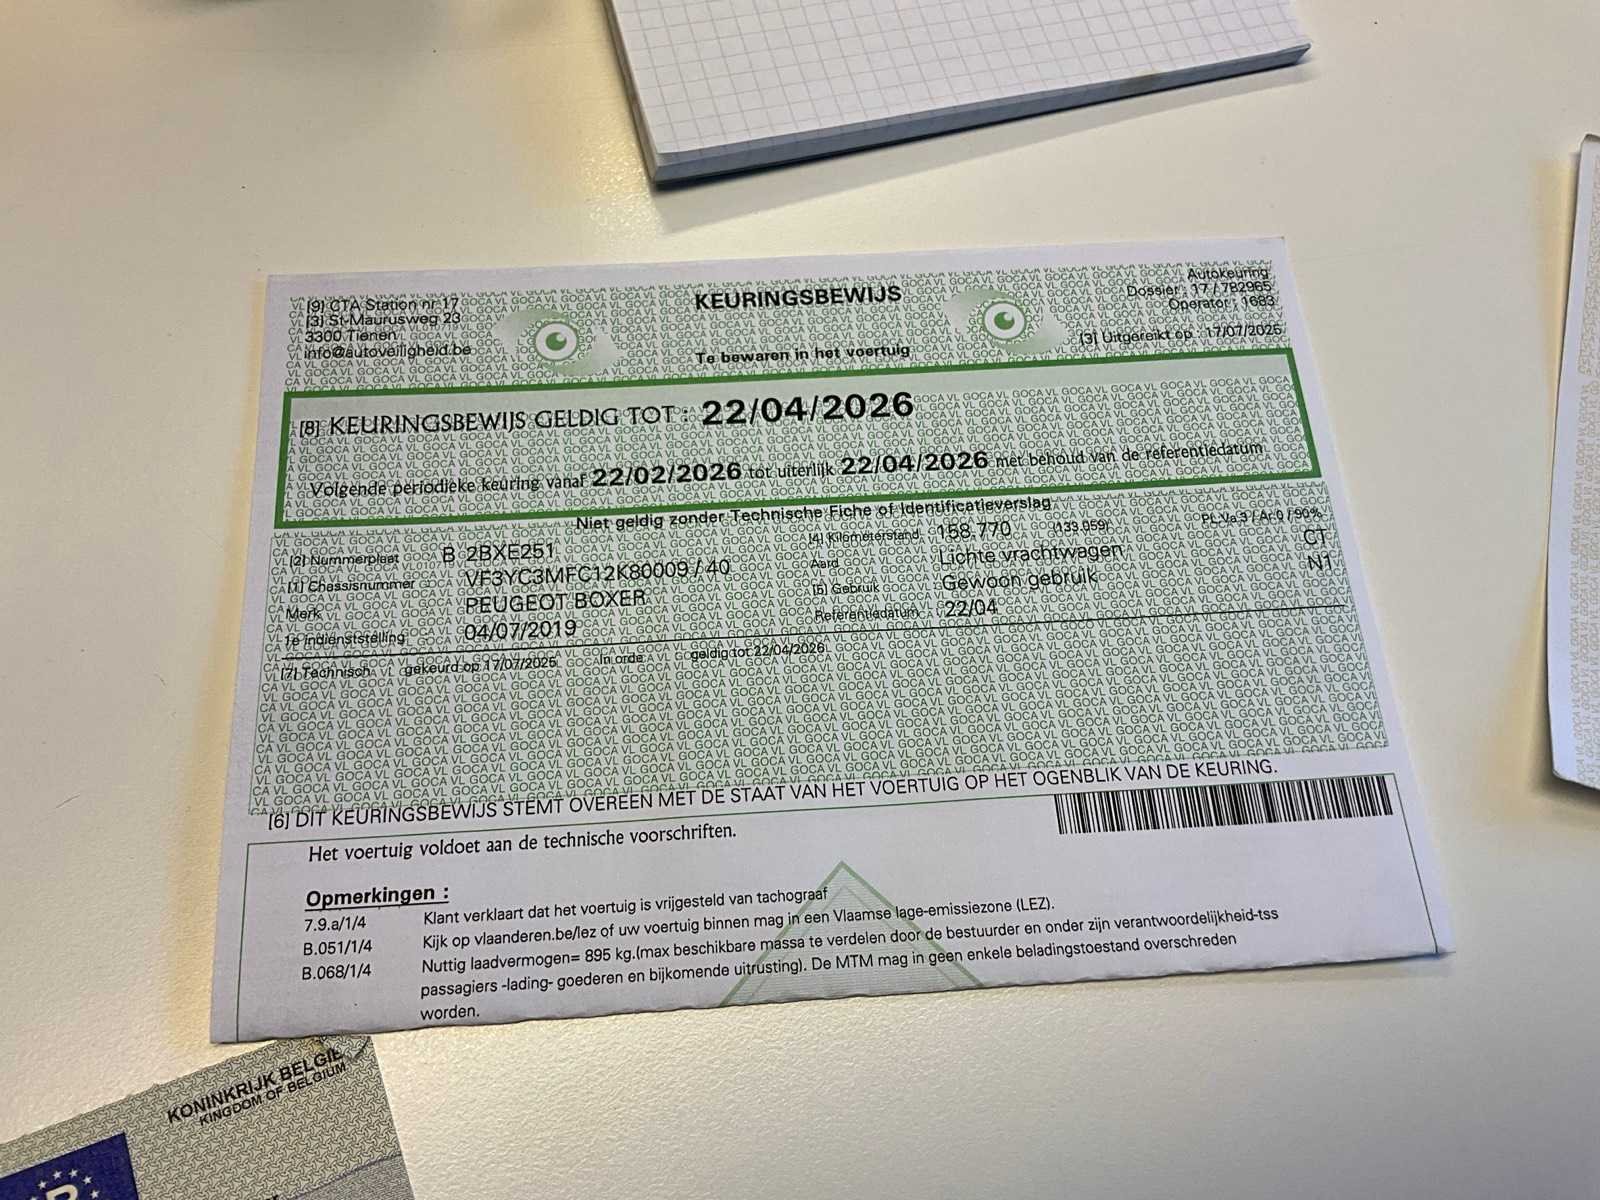 [9] CTA Station nr 17
[3] St-Maurusweg 23
3300 Tienen
info@autoveiligheid.be
KEURINGSBEWIJS
Te bewaren in het voertuig
Autokeuring
Dossier : 17 / 782965
Operator : 1683
[3] Uitgereikt op : 17/07/2025
[8] KEURINGSBEWIJS GELDIG TOT : 22/04/2026
Volgende periodieke keuring vanaf 22/02/2026 tot uiterlijk 22/04/2026 met behoud van de referentiedatum
Niet geldig zonder Technische Fiche of Identificatieverslag
[2] Nummerplaat B 2BXE251 [4] Kilometerstand 158.770 (133.059) PL.Va 3 / Ar.0 / 90%
[1] Chassisnummer VF3YC3MFC12K80009 / 40 Aard Lichte vrachtwagen CT
Merk PEUGEOT BOXER [5] Gebruik Gewoon gebruik N1
1e indienststelling 04/07/2019 Referentiedatum 22/04
[7] Technisch gekeurd op 17/07/2025 In orde geldig tot 22/04/2026
[6] DIT KEURINGSBEWIJS STEMT OVEREEN MET DE STAAT VAN HET VOERTUIG OP HET OGENBLIK VAN DE KEURING.
Het voertuig voldoet aan de technische voorschriften.
Opmerkingen :
7.9.a/1/4 Klant verklaart dat het voertuig is vrijgesteld van tachograaf
B.051/1/4 Kijk op vlaanderen.be/lez of uw voertuig binnen mag in een Vlaamse lage-emissiezone (LEZ).
B.068/1/4 Nuttig laadvermogen= 895 kg.(max beschikbare massa te verdelen door de bestuurder en onder zijn verantwoordelijkheid-tss
passagiers -lading- goederen en bijkomende uitrusting). De MTM mag in geen enkele beladingstoestand overschreden
worden.
KONINKRIJK BELGIË
KINGDOM OF BELGIUM